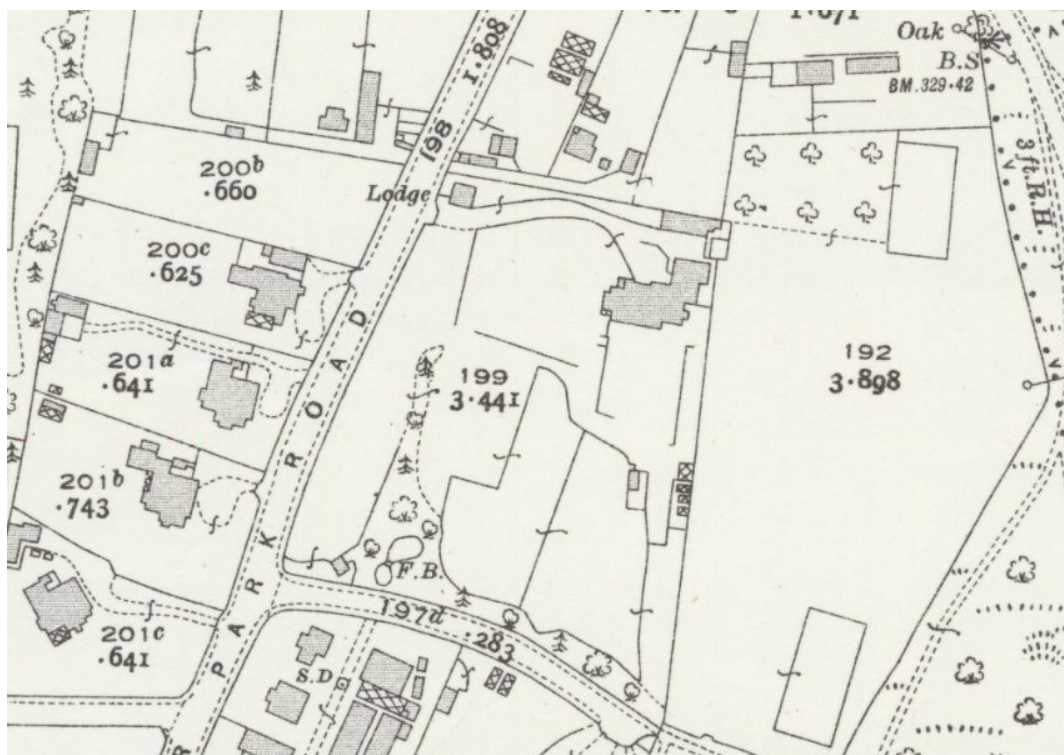 1·671
1·808
Oak
B.S
BM.329·42
198
3 ft. R.H.
200b
·660
Lodge
200c
·625
201a
·641
199
3·441
192
3·898
201b
·743
PARK ROAD
F.B.
197d
·283
201c
·641
S.D